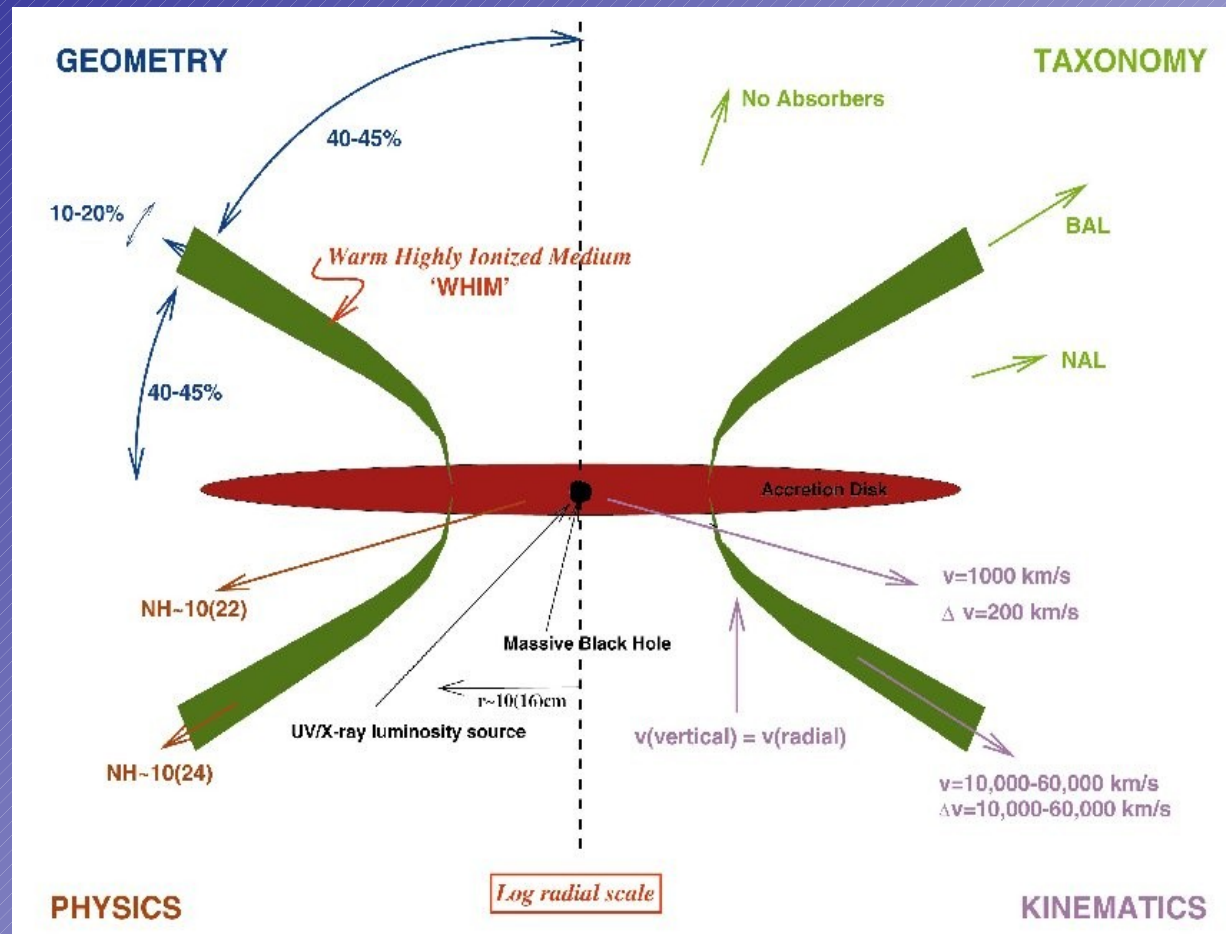 GEOMETRY
TAXONOMY
No Absorbers
40-45%
10-20%
BAL
Warm Highly Ionized Medium
‘WHIM’
NAL
40-45%
Accretion Disk
v=1000 km/s
NH~10(22)
Δ v=200 km/s
Massive Black Hole
r~10(16)cm
UV/X-ray luminosity source
v(vertical) = v(radial)
NH~10(24)
v=10,000-60,000 km/s
Δv=10,000-60,000 km/s
Log radial scale
PHYSICS
KINEMATICS